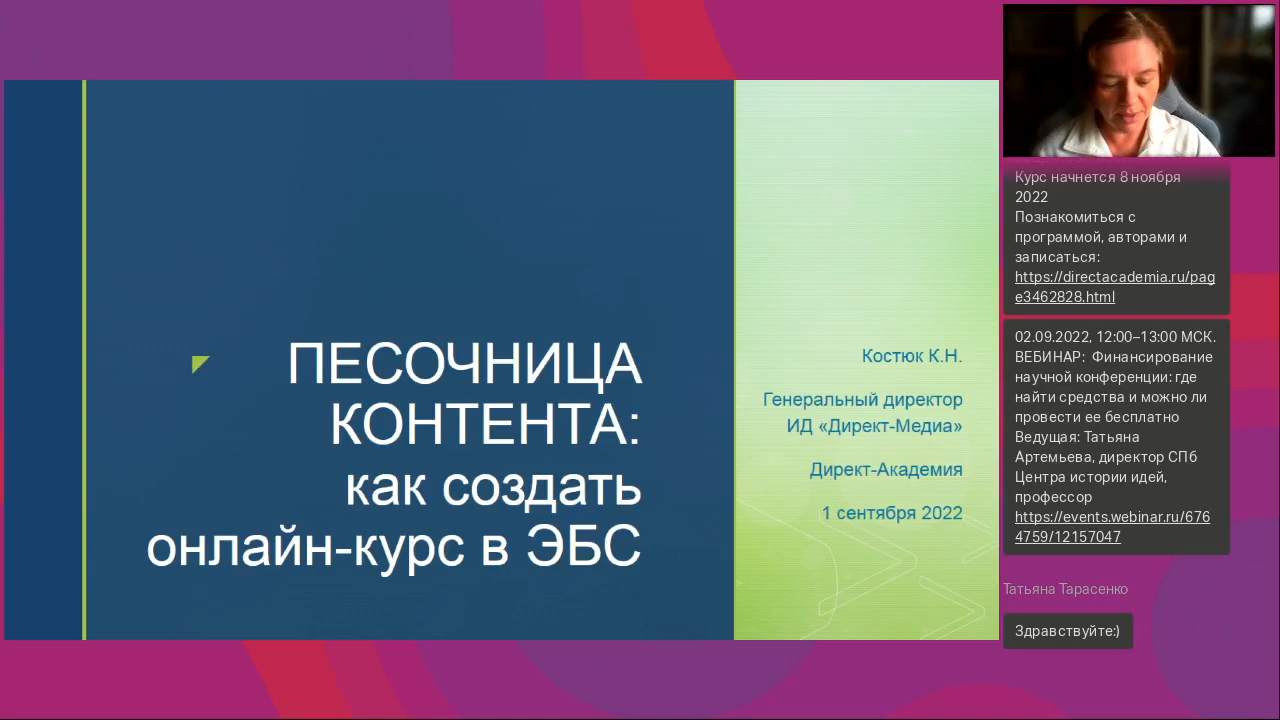 ПЕСОЧНИЦА
КОНТЕНТА:
как создать
онлайн-курс в ЭБС
Костюк К.Н.
Генеральный директор
ИД «Директ-Медиа»
Директ-Академия
1 сентября 2022
Курс начнется 8 ноября
2022
Познакомиться с
программой, авторами и
записаться:
https://directacademia.ru/pag
e3462828.html
02.09.2022, 12:00–13:00 МСК.
ВЕБИНАР: Финансирование
научной конференции: где
найти средства и можно ли
провести ее бесплатно
Ведущая: Татьяна
Артемьева, директор СПб
Центра истории идей,
профессор
https://events.webinar.ru/676
4759/12157047
Татьяна Тарасенко
Здравствуйте:)